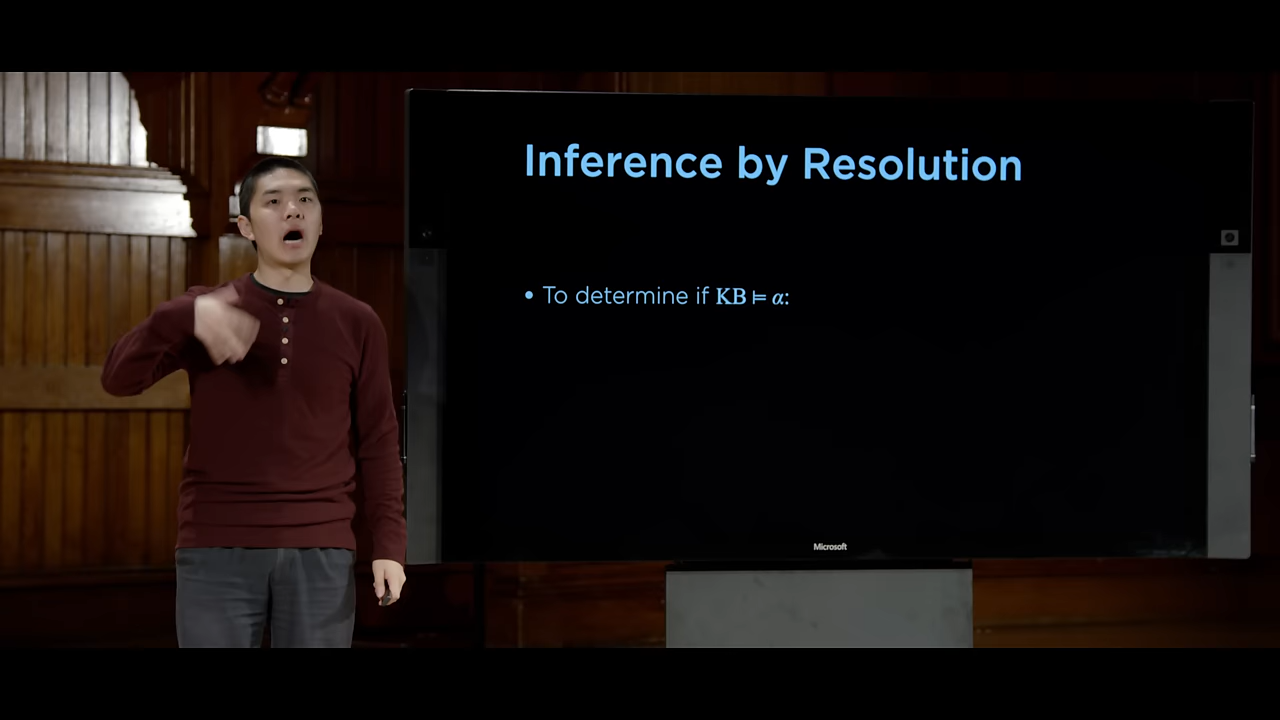 Inference by Resolution
• To determine if KB ⊨ α:
Microsoft